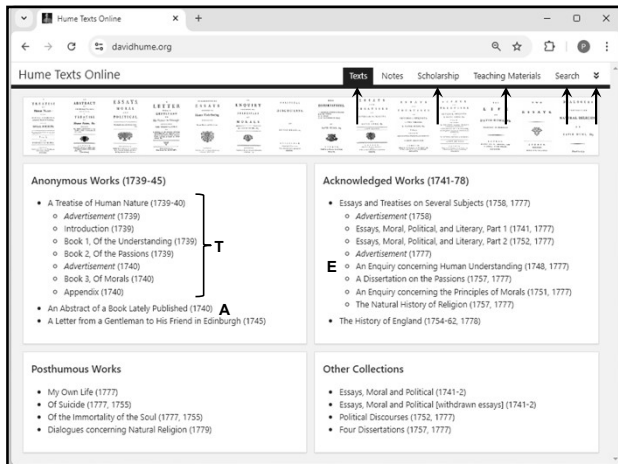 Hume Texts Online
davidhume.org
P
Hume Texts Online
Texts Notes Scholarship Teaching Materials Search
Anonymous Works (1739-45)
• A Treatise of Human Nature (1739-40)
○ Advertisement (1739)
○ Introduction (1739)
○ Book 1, Of the Understanding (1739)
○ Book 2, Of the Passions (1739)
○ Advertisement (1740)
○ Book 3, Of Morals (1740)
○ Appendix (1740)
T
• An Abstract of a Book Lately Published (1740) A
• A Letter from a Gentleman to His Friend in Edinburgh (1745)
Acknowledged Works (1741-78)
• Essays and Treatises on Several Subjects (1758, 1777)
○ Advertisement (1758)
○ Essays, Moral, Political, and Literary, Part 1 (1741, 1777)
○ Essays, Moral, Political, and Literary, Part 2 (1752, 1777)
○ Advertisement (1777)
E ○ An Enquiry concerning Human Understanding (1748, 1777)
○ A Dissertation on the Passions (1757, 1777)
○ An Enquiry concerning the Principles of Morals (1751, 1777)
○ The Natural History of Religion (1757, 1777)
• The History of England (1754-62, 1778)
Posthumous Works
• My Own Life (1777)
• Of Suicide (1777, 1755)
• Of the Immortality of the Soul (1777, 1755)
• Dialogues concerning Natural Religion (1779)
Other Collections
• Essays, Moral and Political (1741-2)
• Essays, Moral and Political [withdrawn essays] (1741-2)
• Political Discourses (1752, 1777)
• Four Dissertations (1757, 1777)